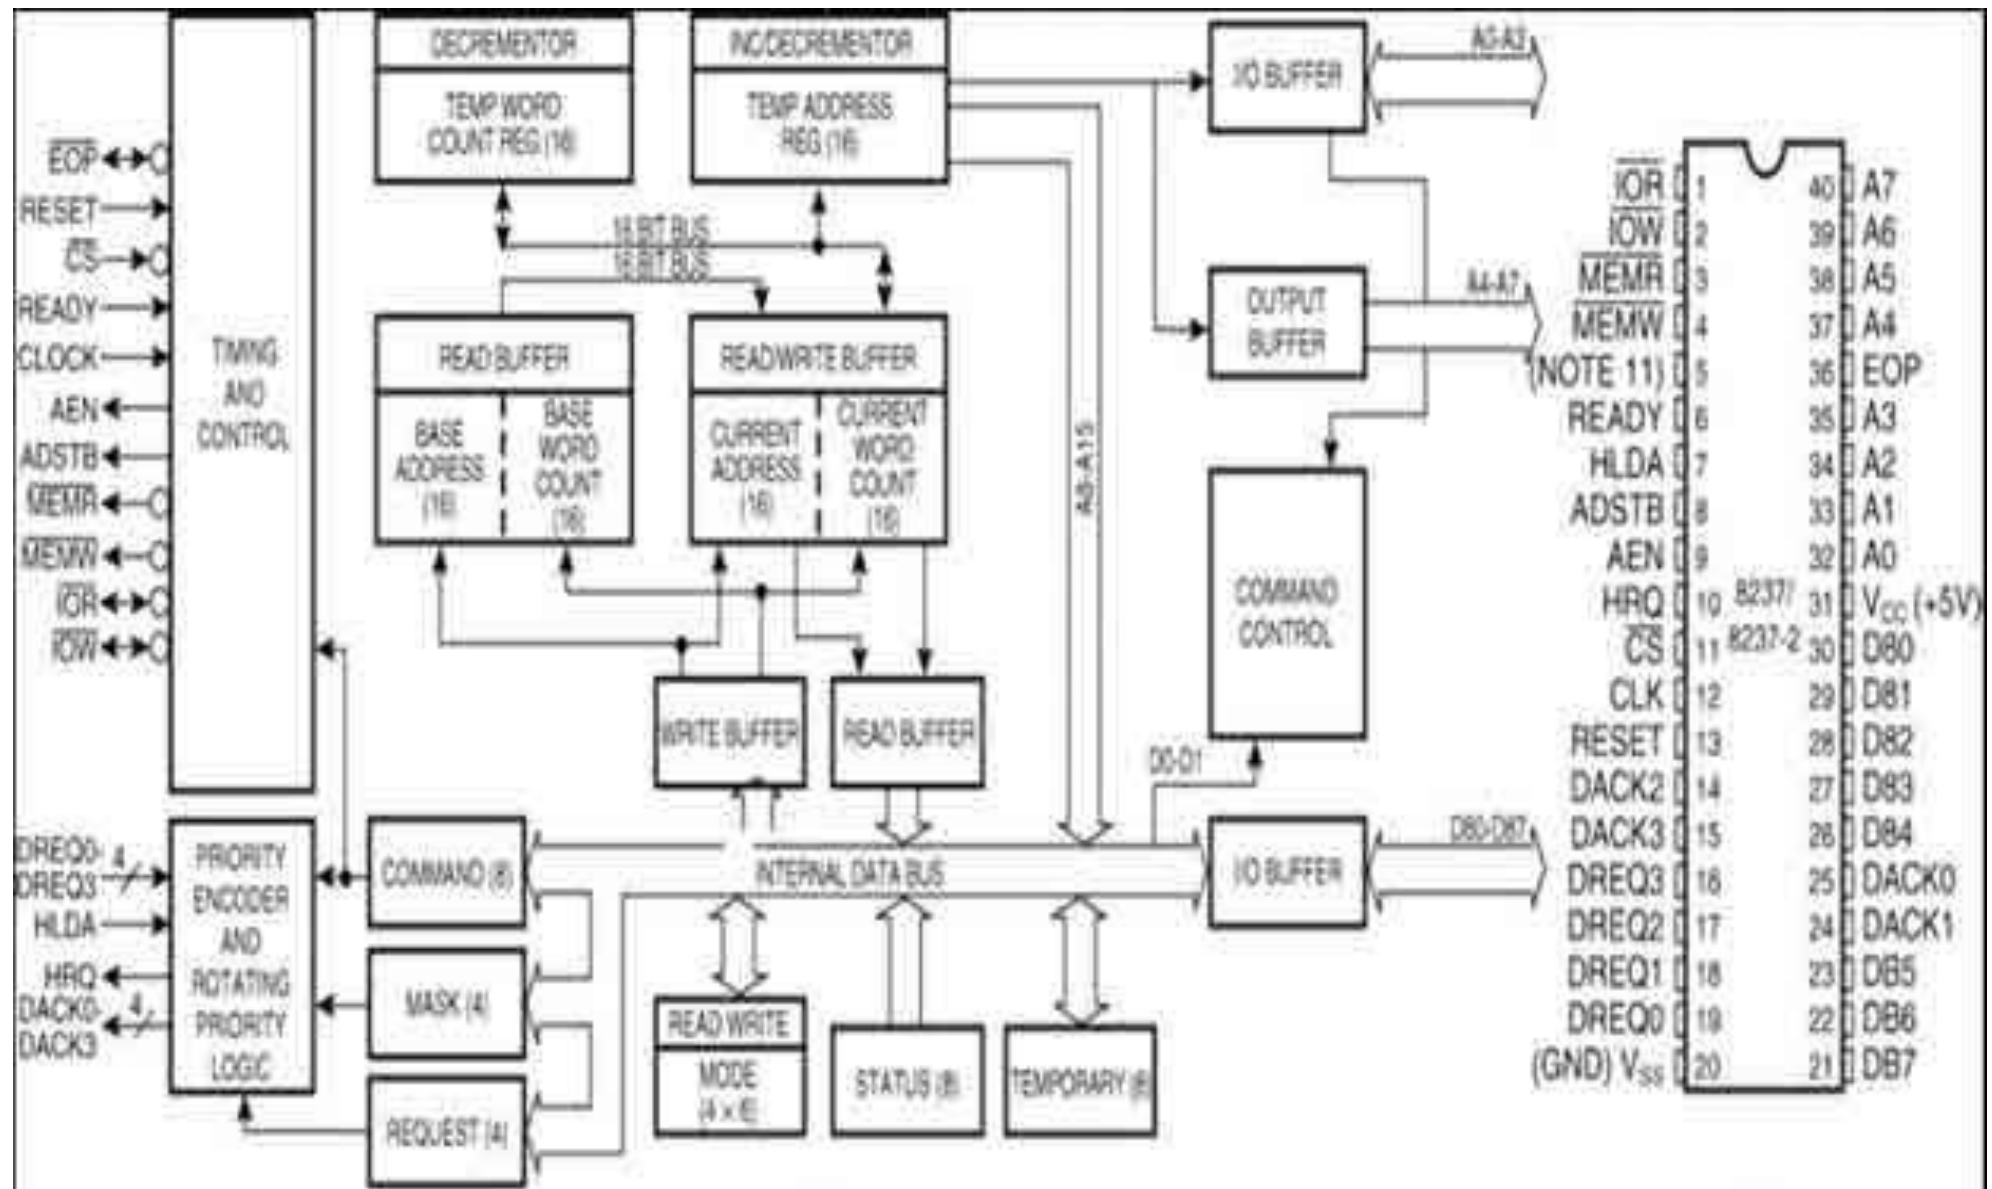 DECREMENTOR
TEMP WORD
COUNT REG (16)
INC/DECREMENTOR
TEMP ADDRESS
REG (16)
I/O BUFFER
A0-A3
EOP
RESET
CS
READY
CLOCK
AEN
ADSTB
MEMR
MEMW
IOR
IOW
TIMING
AND
CONTROL
16 BIT BUS
16 BIT BUS
READ BUFFER
BASE
ADDRESS
(16)
BASE
WORD
COUNT
(16)
READ WRITE BUFFER
CURRENT
ADDRESS
(16)
CURRENT
WORD
COUNT
(16)
A8-A15
OUTPUT
BUFFER
A4-A7
COMMAND
CONTROL
WRITE BUFFER
READ BUFFER
D0-D1
DREQ0-
DREQ3
4
HLDA
HRQ
DACK0-
DACK3
4
PRIORITY
ENCODER
AND
ROTATING
PRIORITY
LOGIC
COMMAND (8)
MASK (4)
REQUEST (4)
INTERNAL DATA BUS
I/O BUFFER
D80-D87
READ WRITE
MODE
(4 × 6)
STATUS (8)
TEMPORARY (8)
IOR 1 40 A7
IOW 2 39 A6
MEMR 3 38 A5
MEMW 4 37 A4
(NOTE 11) 5 36 EOP
READY 6 35 A3
HLDA 7 34 A2
ADSTB 8 33 A1
AEN 9 32 A0
HRQ 10 8237/ 31 VCC (+5V)
CS 11 8237-2 30 D80
CLK 12 29 D81
RESET 13 28 D82
DACK2 14 27 D83
DACK3 15 26 D84
DREQ3 16 25 DACK0
DREQ2 17 24 DACK1
DREQ1 18 23 DB5
DREQ0 19 22 DB6
(GND) VSS 20 21 DB7